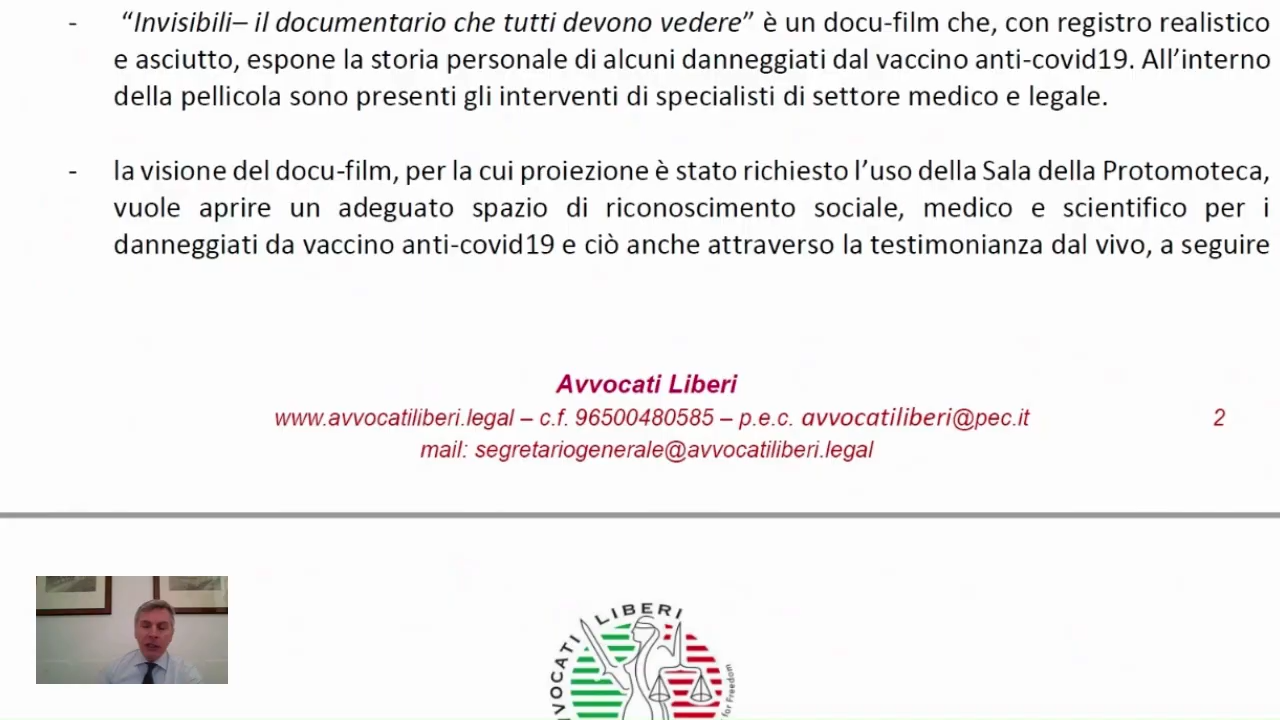 - “Invisibili– il documentario che tutti devono vedere” è un docu-film che, con registro realistico
e asciutto, espone la storia personale di alcuni danneggiati dal vaccino anti-covid19. All’interno
della pellicola sono presenti gli interventi di specialisti di settore medico e legale.
- la visione del docu-film, per la cui proiezione è stato richiesto l’uso della Sala della Protomoteca,
vuole aprire un adeguato spazio di riconoscimento sociale, medico e scientifico per i
danneggiati da vaccino anti-covid19 e ciò anche attraverso la testimonianza dal vivo, a seguire
Avvocati Liberi
www.avvocatiliberi.legal – c.f. 96500480585 – p.e.c. avvocatiliberi@pec.it
2
mail: segretariogenerale@avvocatiliberi.legal
VVOCATI LIBERI
for Freedom